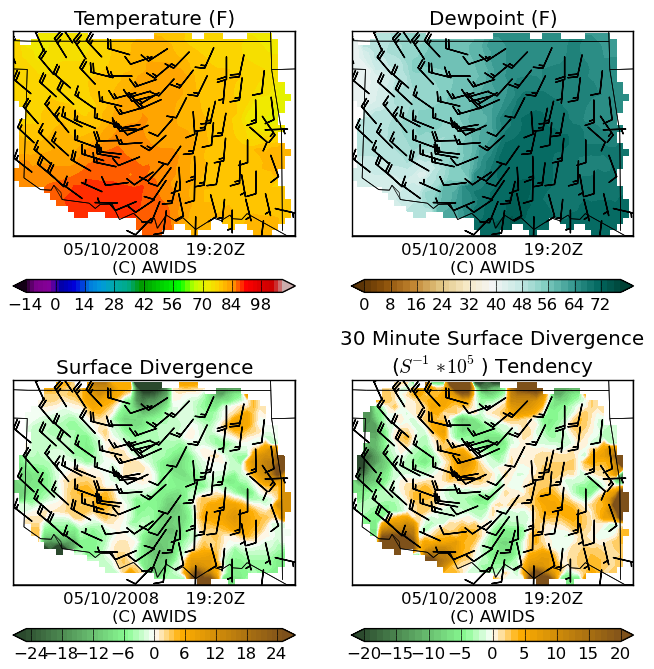 Temperature (F)
Dewpoint (F)
05/10/2008 19:20Z
(C) AWIDS
05/10/2008 19:20Z
(C) AWIDS
−14 0 14 28 42 56 70 84 98
0 8 16 24 32 40 48 56 64 72
Surface Divergence
30 Minute Surface Divergence
(S^{-1} *10^5 ) Tendency
05/10/2008 19:20Z
(C) AWIDS
05/10/2008 19:20Z
(C) AWIDS
−24 −18 −12 −6 0 6 12 18 24
−20 −15 −10 −5 0 5 10 15 20